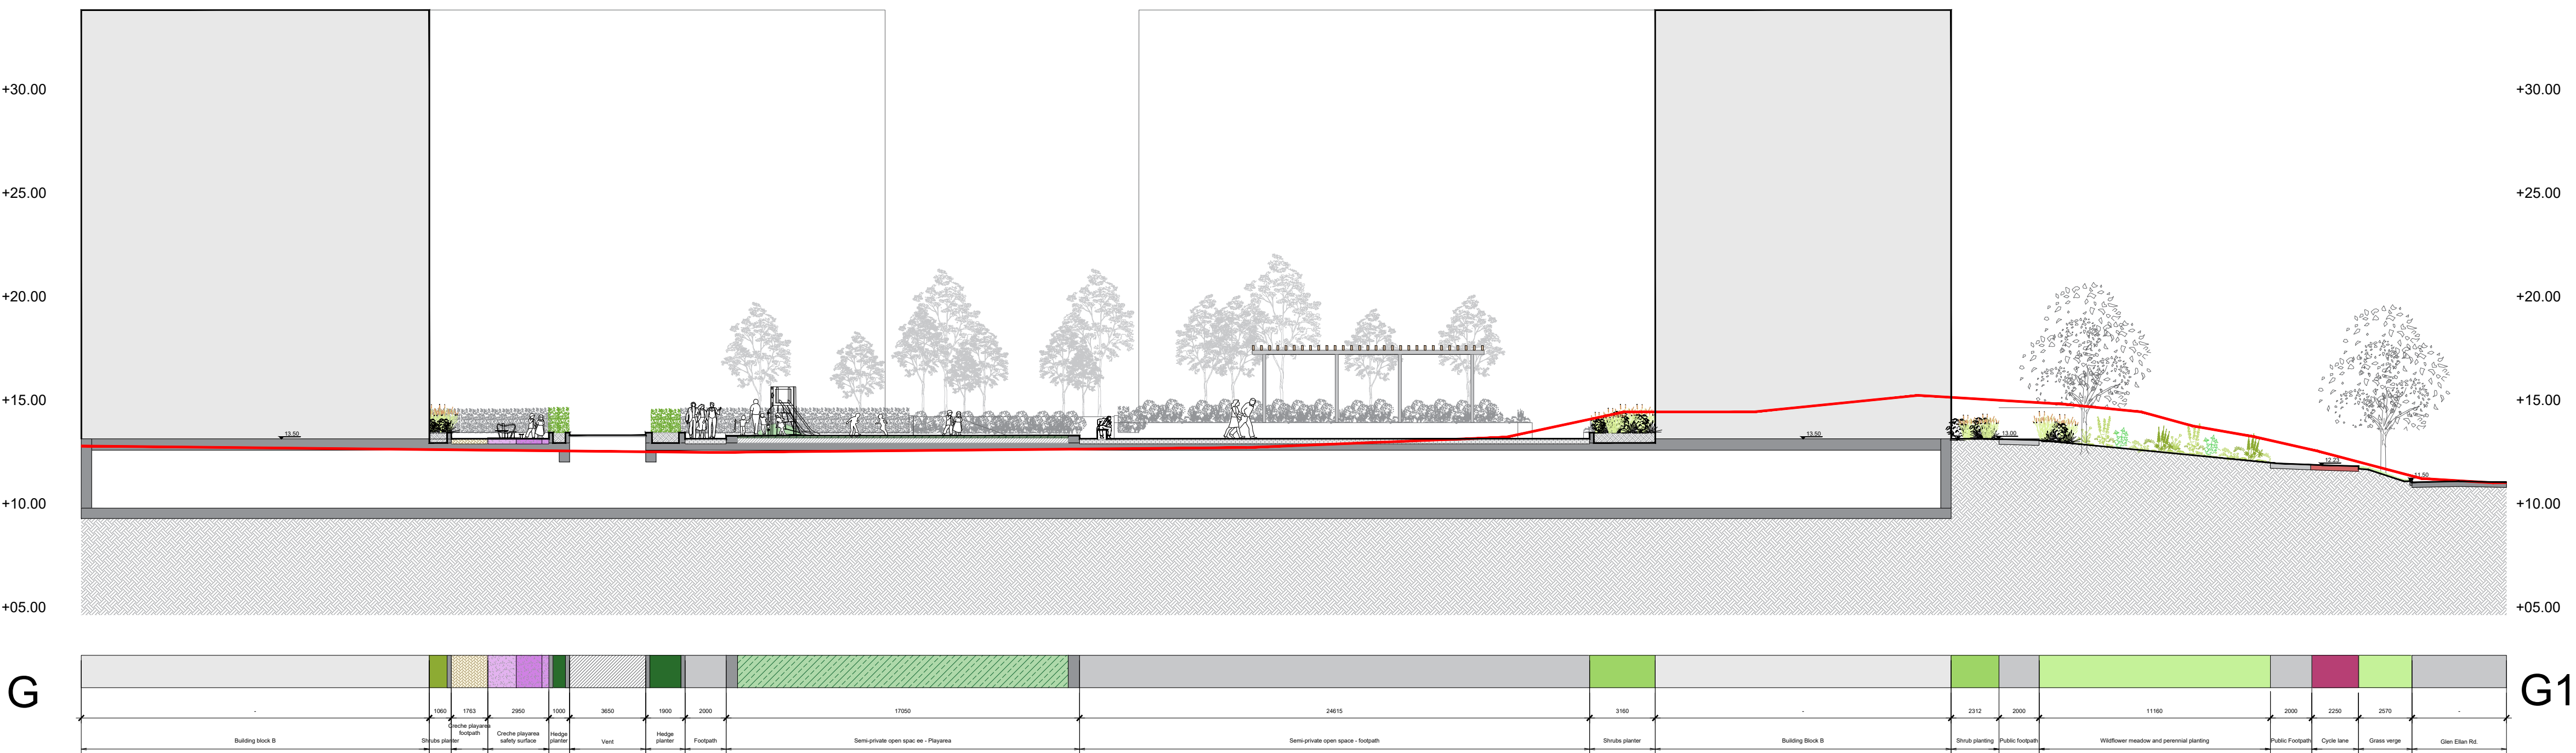 +30.00
+30.00
+25.00
+25.00
+20.00
+20.00
+15.00
+15.00
13.50
13.50
13.00
12.23
11.50
+10.00
+10.00
+05.00
+05.00
G
G1
-
1060
1763
2950
1000
3650
1900
2000
17050
24615
3160
-
2312
2000
11160
2000
2250
2570
-
Building block B
Shrubs planter
Creche playarea
footpath
Creche playarea
safety surface
Hedge
planter
Vent
Hedge
planter
Footpath
Semi-private open spac ee - Playarea
Semi-private open space - footpath
Shrubs planter
Building Block B
Shrub planting
Public footpath
Wildflower meadow and perennial planting
Public Footpath
Cycle lane
Grass verge
Glen Ellan Rd.